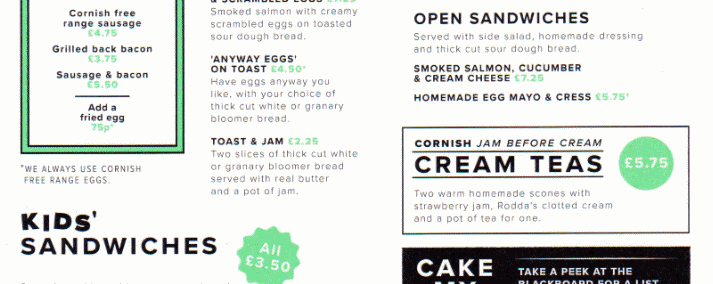 Cornish free
range sausage
£4.75
Grilled back bacon
£3.75
Sausage & bacon
£5.50
Add a
fried egg
75p*
*WE ALWAYS USE CORNISH
FREE RANGE EGGS.
KIDS'
SANDWICHES
All
£3.50
& SCRAMBLED EGGS
Smoked salmon with creamy
scrambled eggs on toasted
sour dough bread.
'ANYWAY EGGS'
ON TOAST £4.50*
Have eggs anyway you
like, with your choice of
thick cut white or granary
bloomer bread.
TOAST & JAM £2.25
Two slices of thick cut white
or granary bloomer bread
served with real butter
and a pot of jam.
OPEN SANDWICHES
Served with side salad, homemade dressing
and thick cut sour dough bread.
SMOKED SALMON, CUCUMBER
& CREAM CHEESE £7.25
HOMEMADE EGG MAYO & CRESS £5.75*
CORNISH JAM BEFORE CREAM
CREAM TEAS
£5.75
Two warm homemade scones with
strawberry jam, Rodda's clotted cream
and a pot of tea for one.
CAKE
MY
TAKE A PEEK AT THE
BLACKBOARD FOR A LIST